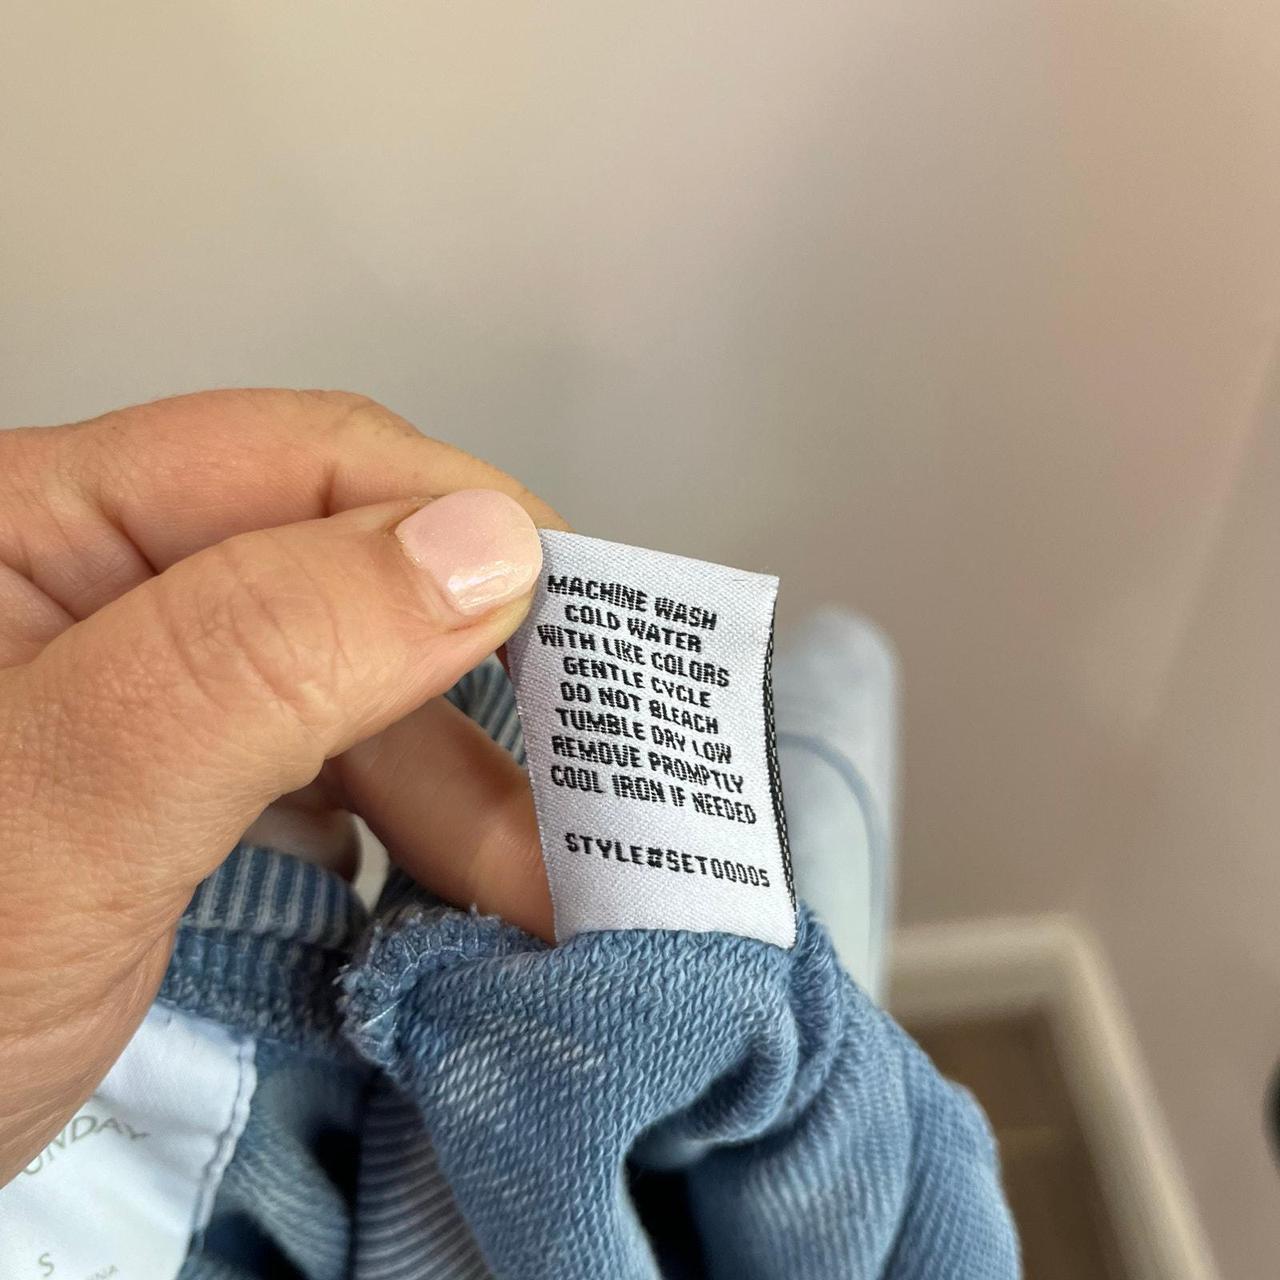 MACHINE WASH
COLD WATER
WITH LIKE COLORS
GENTLE CYCLE
DO NOT BLEACH
TUMBLE DRY LOW
REMOVE PROMPTLY
COOL IRON IF NEEDED
STYLE#SET00005
UNDAY
S